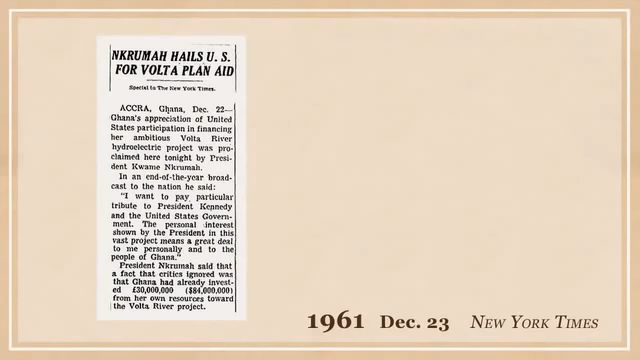 NKRUMAH HAILS U. S.
FOR VOLTA PLAN AID
Special to The New York Times.
ACCRA, Ghana, Dec. 22—
Ghana's appreciation of United
States participation in financing
her ambitious Volta River
hydroelectric project was pro-
claimed here tonight by Presi-
dent Kwame Nkrumah.
In an end-of-the-year broad-
cast to the nation he said:
"I want to pay particular
tribute to President Kennedy
and the United States Govern-
ment. The personal interest
shown by the President in this
vast project means a great deal
to me personally and to the
people of Ghana."
President Nkrumah said that
a fact that critics ignored was
that Ghana had already invest-
ed £30,000,000 ($84,000,000)
from her own resources toward
the Volta River project.
1961 Dec. 23 New York Times